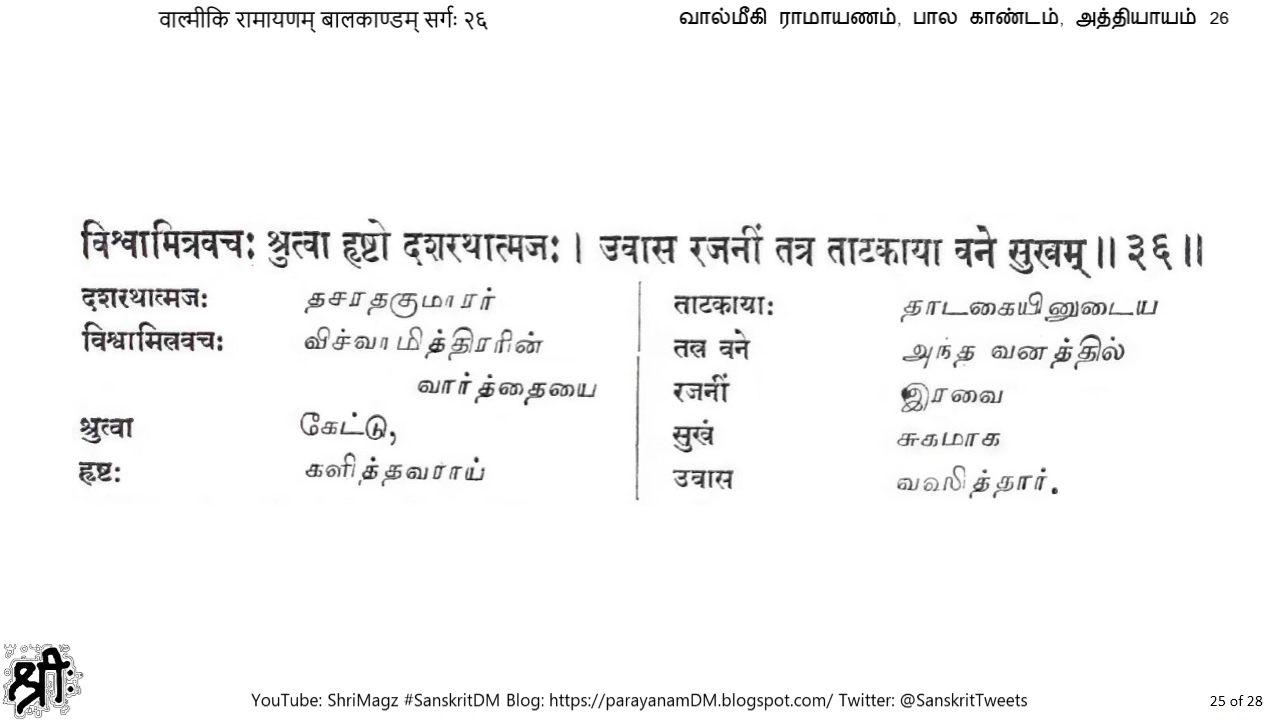 वाल्मीकि रामायणम् बालकाण्डम् सर्गः २६
வால்மீகி ராமாயணம், பால காண்டம், அத்தியாயம் 26
विश्वामित्रवचः श्रुत्वा हृष्टो दशरथात्मजः । उवास रजनीं तत्र ताटकाया वने सुखम् ॥ ३६ ॥
दशरथात्मजः தசரதகுமாரர்
विश्वामित्रवचः விச்வாமித்திரரின்
வார்த்தையை
श्रुत्वा கேட்டு,
हृष्टः களித்தவராய்
ताटकायाः தாடகையினுடைய
तत्र वने அந்த வனத்தில்
रजनीं இரவை
सुखं சுகமாக
उवास வஸித்தார்.
श्रीः
YouTube: ShriMagz #SanskritDM Blog: https://parayanamDM.blogspot.com/ Twitter: @SanskritTweets
25 of 28